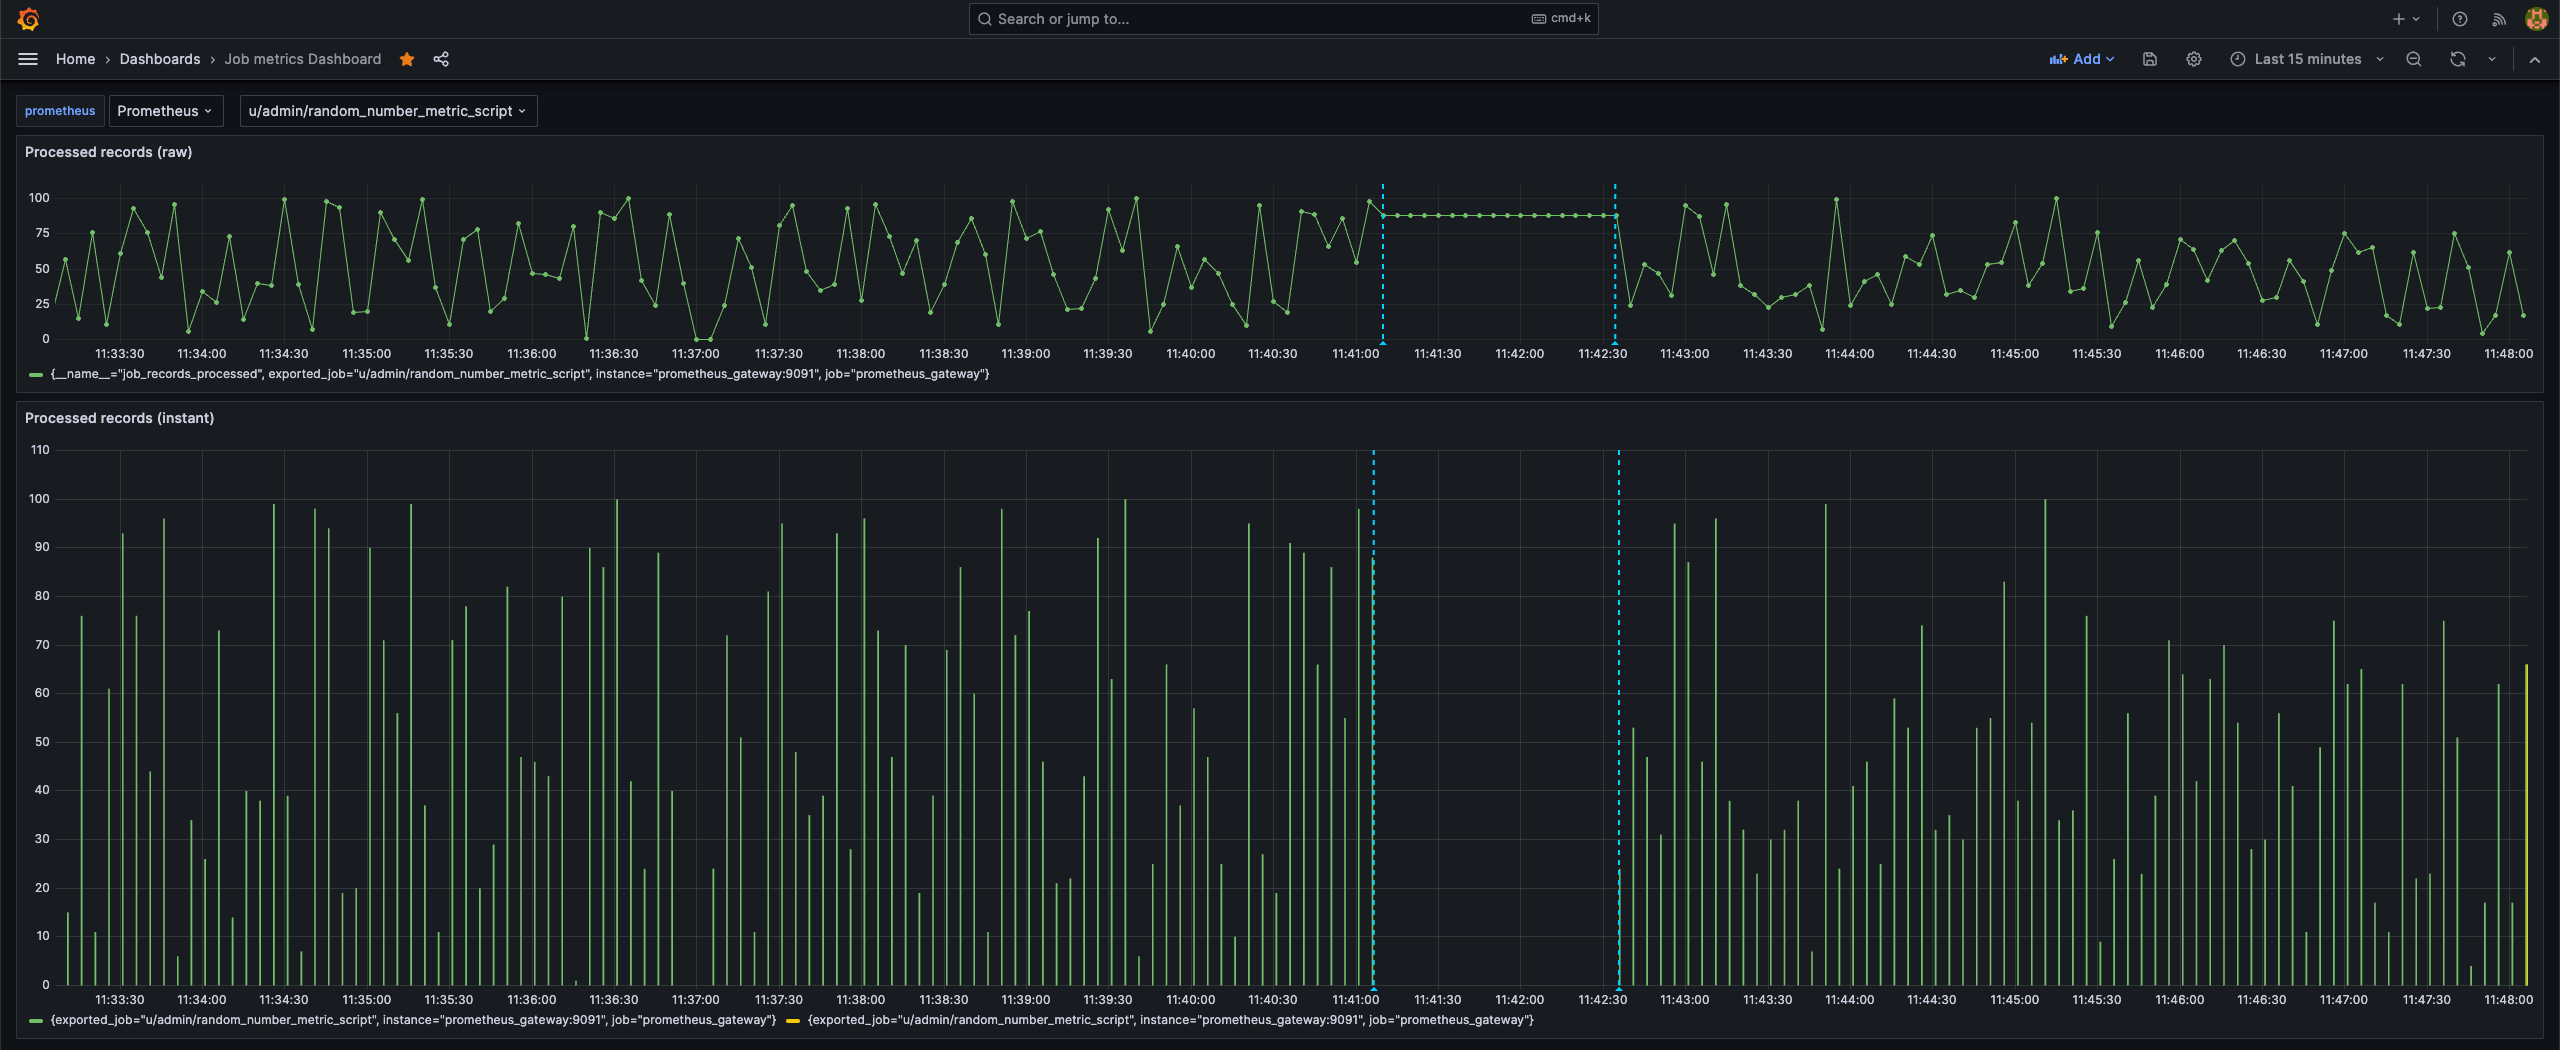 Search or jump to...
cmd+k
Home › Dashboards › Job metrics Dashboard
Add
Last 15 minutes
prometheus
Prometheus
u/admin/random_number_metric_script
Processed records (raw)
100
75
50
25
0
11:33:30 11:34:00 11:34:30 11:35:00 11:35:30 11:36:00 11:36:30 11:37:00 11:37:30 11:38:00 11:38:30 11:39:00 11:39:30 11:40:00 11:40:30 11:41:00 11:41:30 11:42:00 11:42:30 11:43:00 11:43:30 11:44:00 11:44:30 11:45:00 11:45:30 11:46:00 11:46:30 11:47:00 11:47:30 11:48:00
{__name__="job_records_processed", exported_job="u/admin/random_number_metric_script", instance="prometheus_gateway:9091", job="prometheus_gateway"}
Processed records (instant)
110
100
90
80
70
60
50
40
30
20
10
0
11:33:30 11:34:00 11:34:30 11:35:00 11:35:30 11:36:00 11:36:30 11:37:00 11:37:30 11:38:00 11:38:30 11:39:00 11:39:30 11:40:00 11:40:30 11:41:00 11:41:30 11:42:00 11:42:30 11:43:00 11:43:30 11:44:00 11:44:30 11:45:00 11:45:30 11:46:00 11:46:30 11:47:00 11:47:30 11:48:00
{exported_job="u/admin/random_number_metric_script", instance="prometheus_gateway:9091", job="prometheus_gateway"} {exported_job="u/admin/random_number_metric_script", instance="prometheus_gateway:9091", job="prometheus_gateway"}